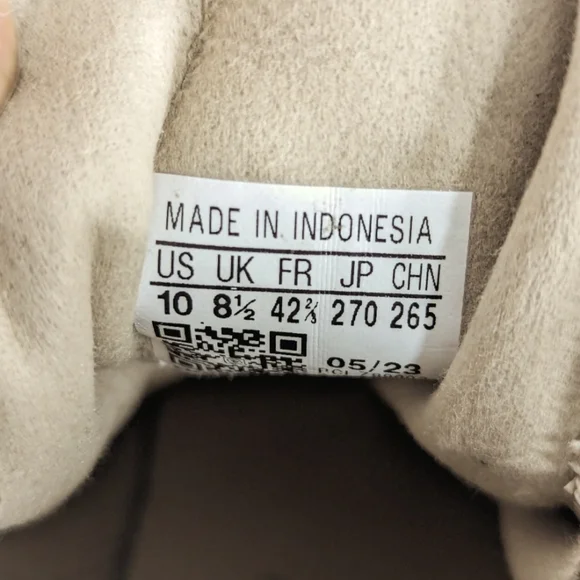 MADE IN INDONESIA
US UK FR JP CHN
10 8½ 42⅔ 270 265
05/23